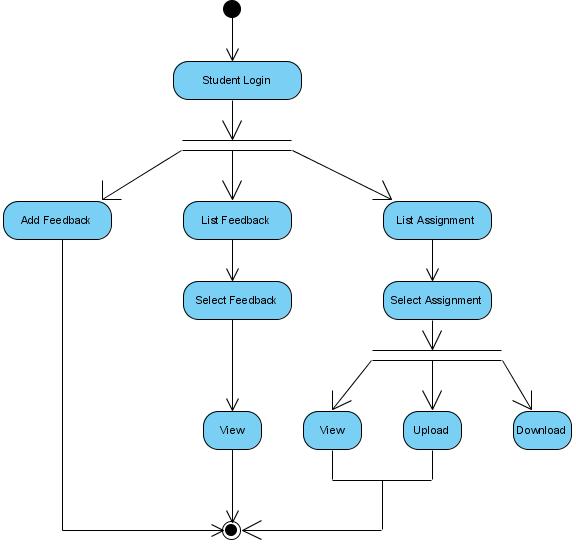 Student Login
Add Feedback
List Feedback
List Assignment
Select Feedback
Select Assignment
View
View
Upload
Download